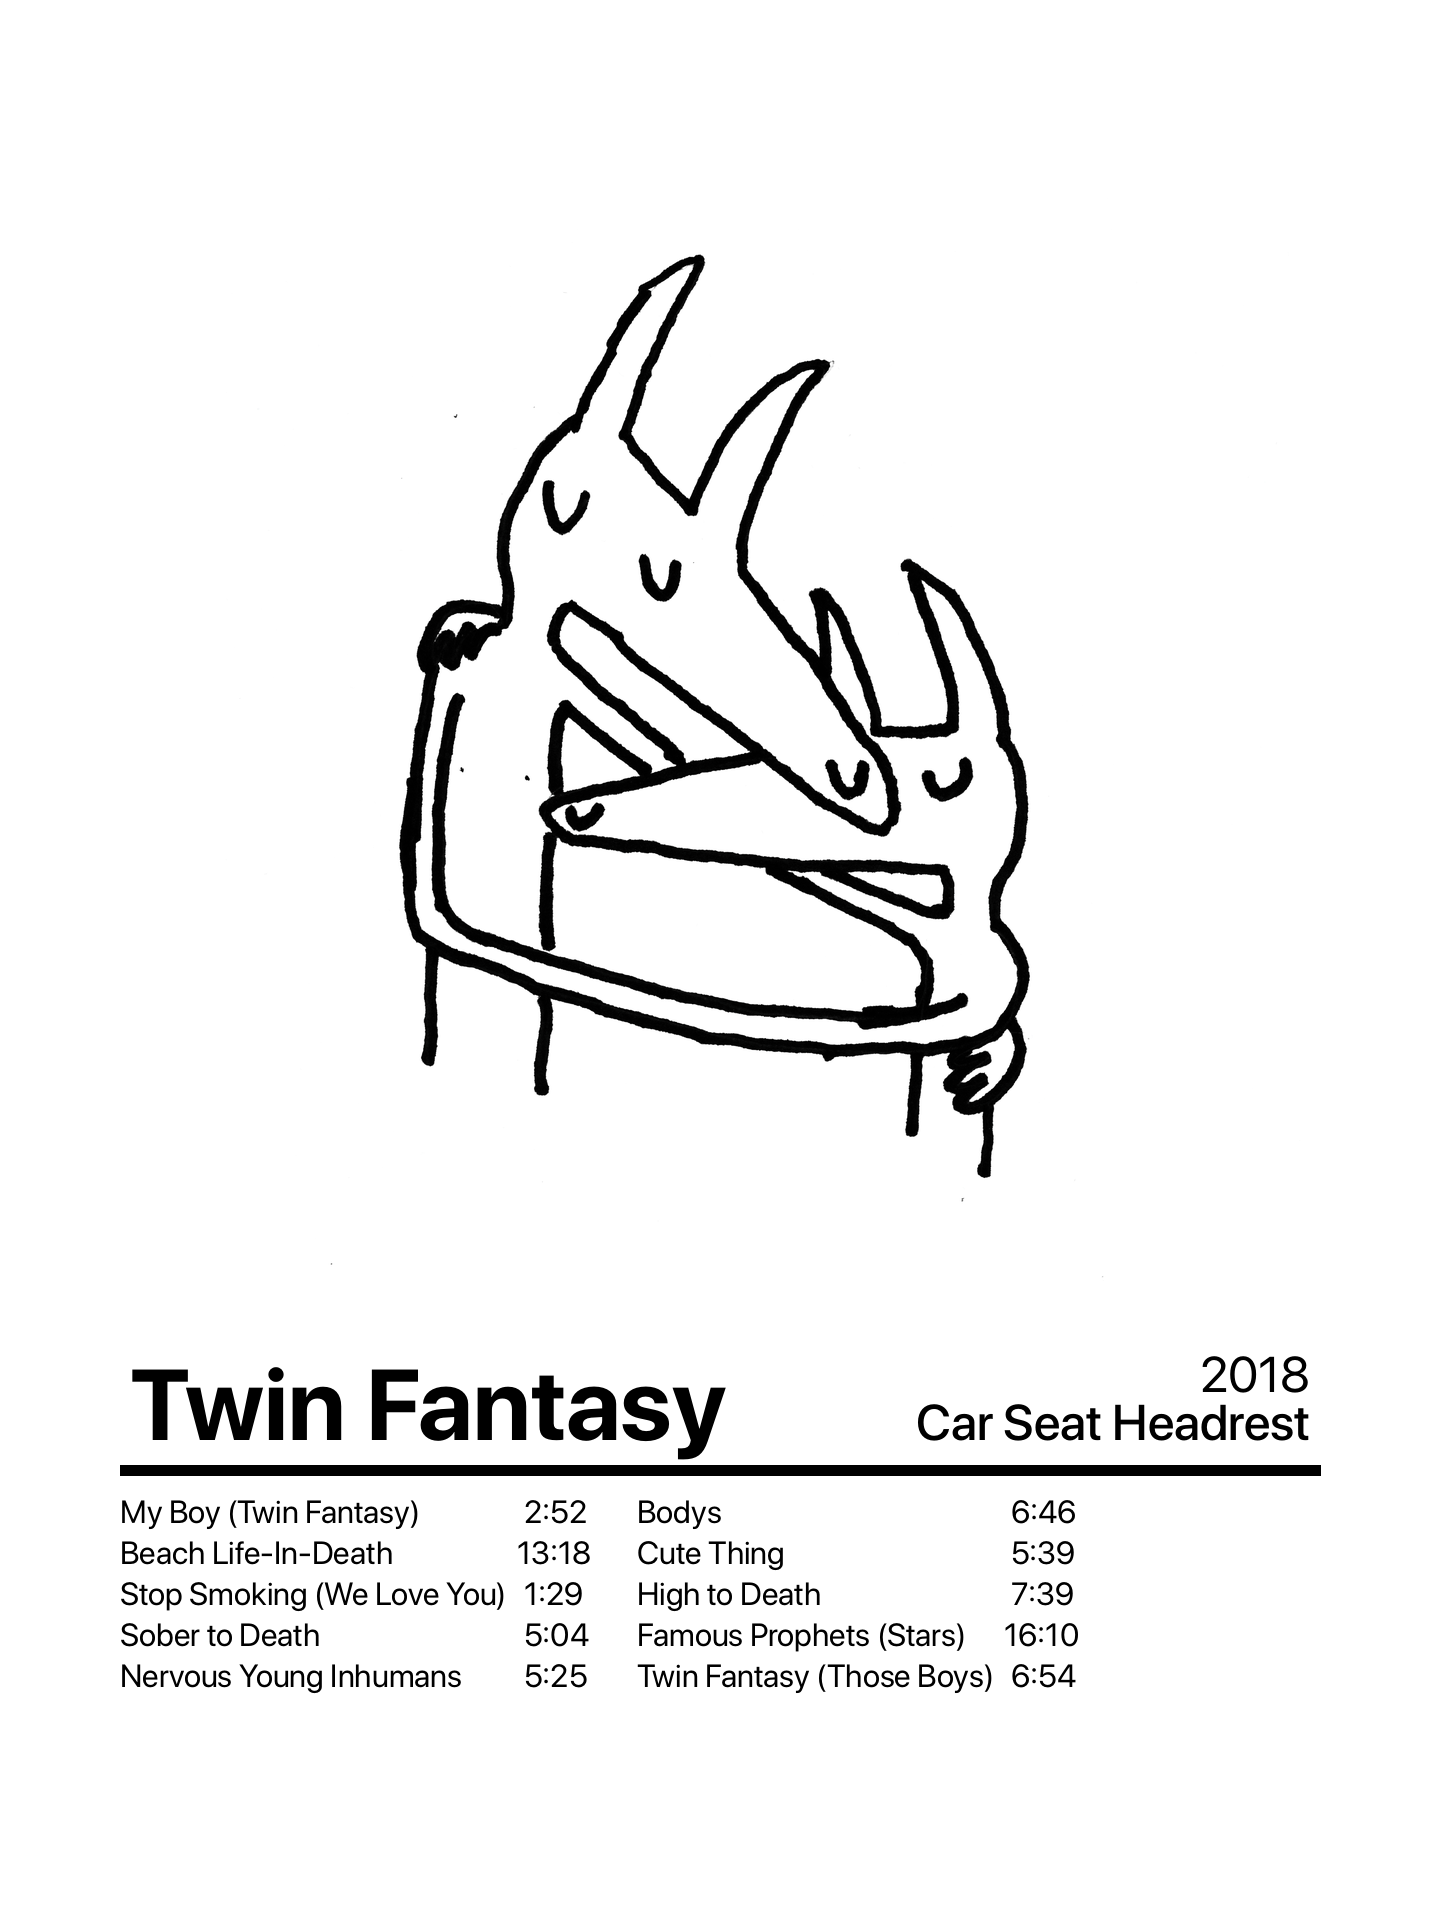 Twin Fantasy
2018
Car Seat Headrest
My Boy (Twin Fantasy) 2:52
Beach Life-In-Death 13:18
Stop Smoking (We Love You) 1:29
Sober to Death 5:04
Nervous Young Inhumans 5:25
Bodys 6:46
Cute Thing 5:39
High to Death 7:39
Famous Prophets (Stars) 16:10
Twin Fantasy (Those Boys) 6:54